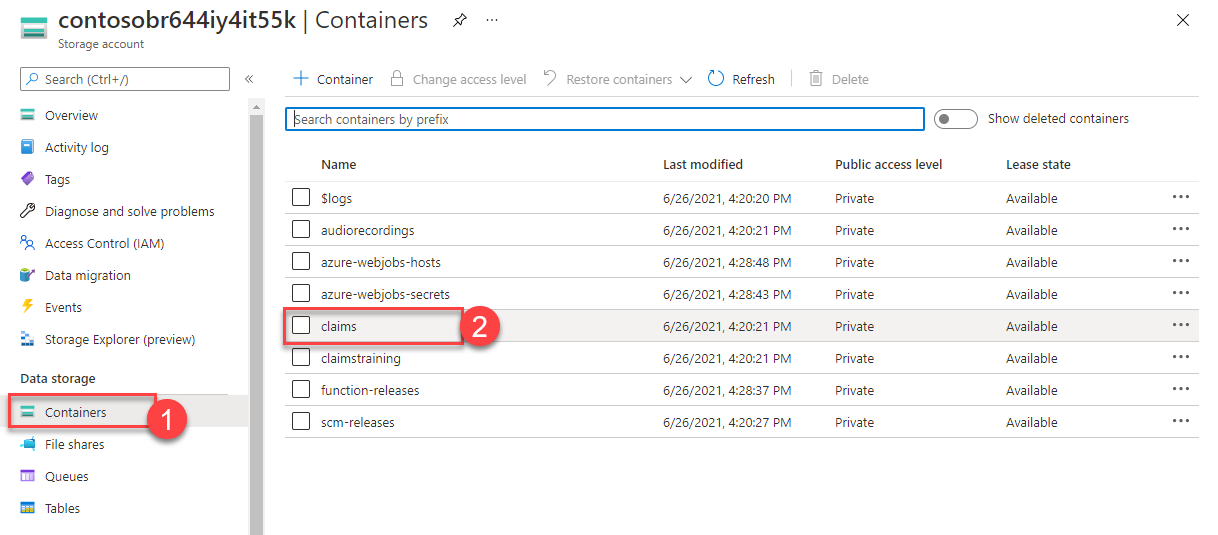 contosobr644iy4it55k | Containers
Storage account
Search (Ctrl+/)
Overview
Activity log
Tags
Diagnose and solve problems
Access Control (IAM)
Data migration
Events
Storage Explorer (preview)
Data storage
Containers
1
File shares
Queues
Tables
Container Change access level Restore containers Refresh Delete
Search containers by prefix Show deleted containers
Name Last modified Public access level Lease state
$logs 6/26/2021, 4:20:20 PM Private Available
audiorecordings 6/26/2021, 4:20:21 PM Private Available
azure-webjobs-hosts 6/26/2021, 4:28:48 PM Private Available
azure-webjobs-secrets 6/26/2021, 4:28:43 PM Private Available
claims 2 6/26/2021, 4:20:21 PM Private Available
claimstraining 6/26/2021, 4:20:21 PM Private Available
function-releases 6/26/2021, 4:28:37 PM Private Available
scm-releases 6/26/2021, 4:20:27 PM Private Available